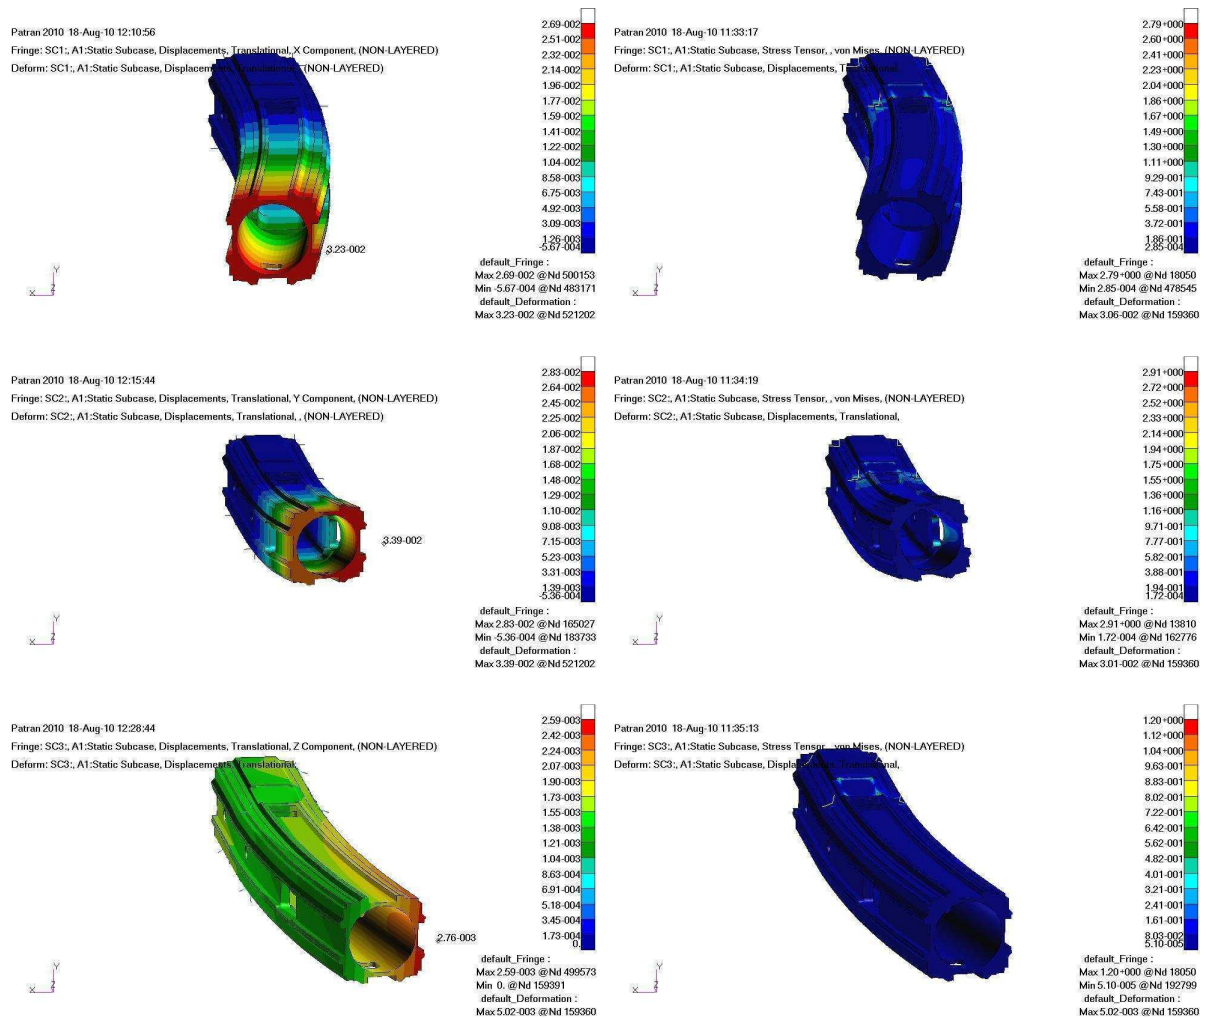 Patran 2010 18-Aug-10 12:10:56
Fringe: SC1:, A1:Static Subcase, Displacements, Translational, X Component, (NON-LAYERED)
Deform: SC1:, A1:Static Subcase, Displacements, Translational, , (NON-LAYERED)
2.69-002
2.51-002
2.32-002
2.14-002
1.96-002
1.77-002
1.59-002
1.41-002
1.22-002
1.04-002
8.58-003
6.75-003
4.92-003
3.09-003
1.26-003
-5.67-004
3.23-002
default_Fringe :
Max 2.69-002 @Nd 500153
Min -5.67-004 @Nd 483171
default_Deformation :
Max 3.23-002 @Nd 521202
Y
X Z
Patran 2010 18-Aug-10 11:33:17
Fringe: SC1:, A1:Static Subcase, Stress Tensor, , von Mises, (NON-LAYERED)
Deform: SC1:, A1:Static Subcase, Displacements, Translational,
2.79+000
2.60+000
2.41+000
2.23+000
2.04+000
1.86+000
1.67+000
1.49+000
1.30+000
1.11+000
9.29-001
7.43-001
5.58-001
3.72-001
1.86-001
2.85-004
default_Fringe :
Max 2.79+000 @Nd 18050
Min 2.85-004 @Nd 478545
default_Deformation :
Max 3.06-002 @Nd 159360
Y
X Z
Patran 2010 18-Aug-10 12:15:44
Fringe: SC2:, A1:Static Subcase, Displacements, Translational, Y Component, (NON-LAYERED)
Deform: SC2:, A1:Static Subcase, Displacements, Translational, , (NON-LAYERED)
2.83-002
2.64-002
2.45-002
2.25-002
2.06-002
1.87-002
1.68-002
1.48-002
1.29-002
1.10-002
9.08-003
7.15-003
5.23-003
3.31-003
1.39-003
-5.36-004
3.39-002
default_Fringe :
Max 2.83-002 @Nd 165027
Min -5.36-004 @Nd 183733
default_Deformation :
Max 3.39-002 @Nd 521202
Y
X Z
Patran 2010 18-Aug-10 11:34:19
Fringe: SC2:, A1:Static Subcase, Stress Tensor, , von Mises, (NON-LAYERED)
Deform: SC2:, A1:Static Subcase, Displacements, Translational,
2.91+000
2.72+000
2.52+000
2.33+000
2.14+000
1.94+000
1.75+000
1.55+000
1.36+000
1.16+000
9.71-001
7.77-001
5.82-001
3.88-001
1.94-001
1.72-004
default_Fringe :
Max 2.91+000 @Nd 13810
Min 1.72-004 @Nd 162776
default_Deformation :
Max 3.01-002 @Nd 159360
Y
X Z
Patran 2010 18-Aug-10 12:28:44
Fringe: SC3:, A1:Static Subcase, Displacements, Translational, Z Component, (NON-LAYERED)
Deform: SC3:, A1:Static Subcase, Displacements, Translational,
2.59-003
2.42-003
2.24-003
2.07-003
1.90-003
1.73-003
1.55-003
1.38-003
1.21-003
1.04-003
8.63-004
6.91-004
5.18-004
3.45-004
1.73-004
0.
2.76-003
default_Fringe :
Max 2.59-003 @Nd 499573
Min 0. @Nd 159391
default_Deformation :
Max 5.02-003 @Nd 159360
Y
X Z
Patran 2010 18-Aug-10 11:35:13
Fringe: SC3:, A1:Static Subcase, Stress Tensor, , von Mises, (NON-LAYERED)
Deform: SC3:, A1:Static Subcase, Displacements, Translational,
1.20+000
1.12+000
1.04+000
9.63-001
8.83-001
8.02-001
7.22-001
6.42-001
5.62-001
4.82-001
4.01-001
3.21-001
2.41-001
1.61-001
8.03-002
5.10-005
default_Fringe :
Max 1.20+000 @Nd 18050
Min 5.10-005 @Nd 192799
default_Deformation :
Max 5.02-003 @Nd 159360
Y
X Z